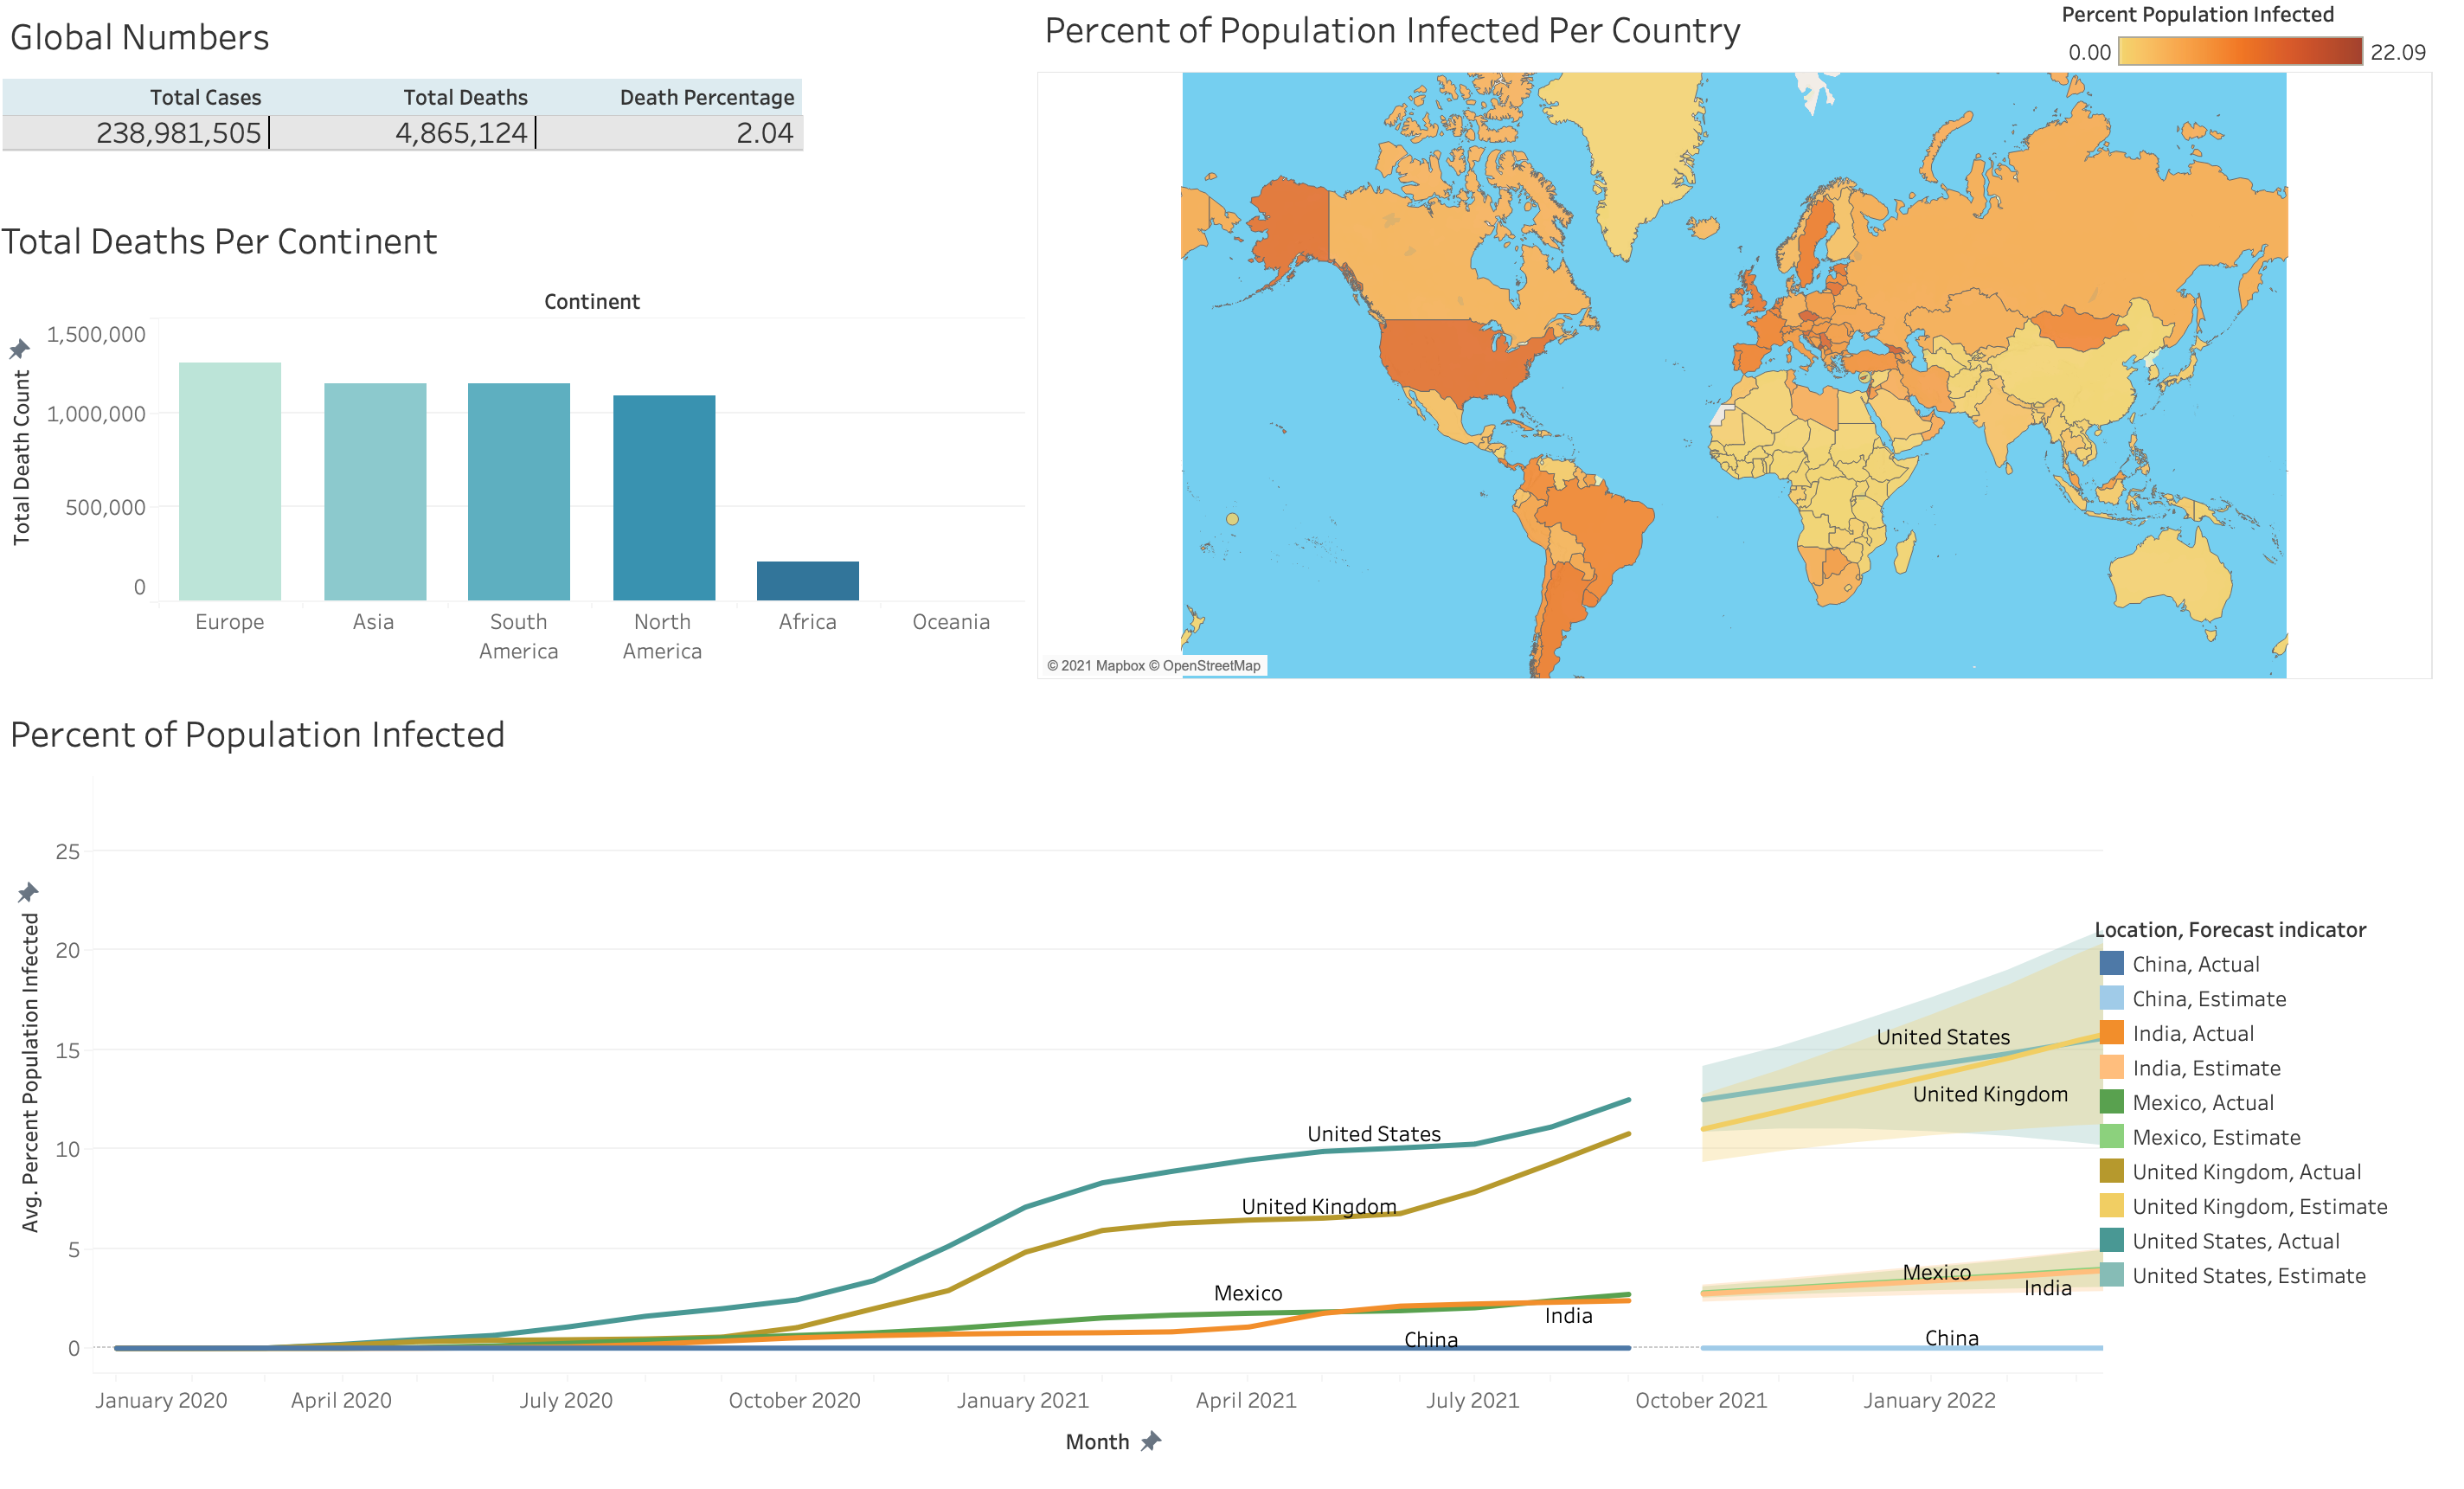 Global Numbers
Total Cases Total Deaths Death Percentage
238,981,505 4,865,124 2.04
Total Deaths Per Continent
Continent
Total Death Count
1,500,000
1,000,000
500,000
0
Europe Asia South America North America Africa Oceania
Percent of Population Infected Per Country
Percent Population Infected
0.00 22.09
© 2021 Mapbox © OpenStreetMap
Percent of Population Infected
Avg. Percent Population Infected
25
20
15
10
5
0
United States
United Kingdom
Mexico
India
China
United States
United Kingdom
Mexico
India
China
January 2020 April 2020 July 2020 October 2020 January 2021 April 2021 July 2021 October 2021 January 2022
Month
Location, Forecast indicator
China, Actual
China, Estimate
India, Actual
India, Estimate
Mexico, Actual
Mexico, Estimate
United Kingdom, Actual
United Kingdom, Estimate
United States, Actual
United States, Estimate